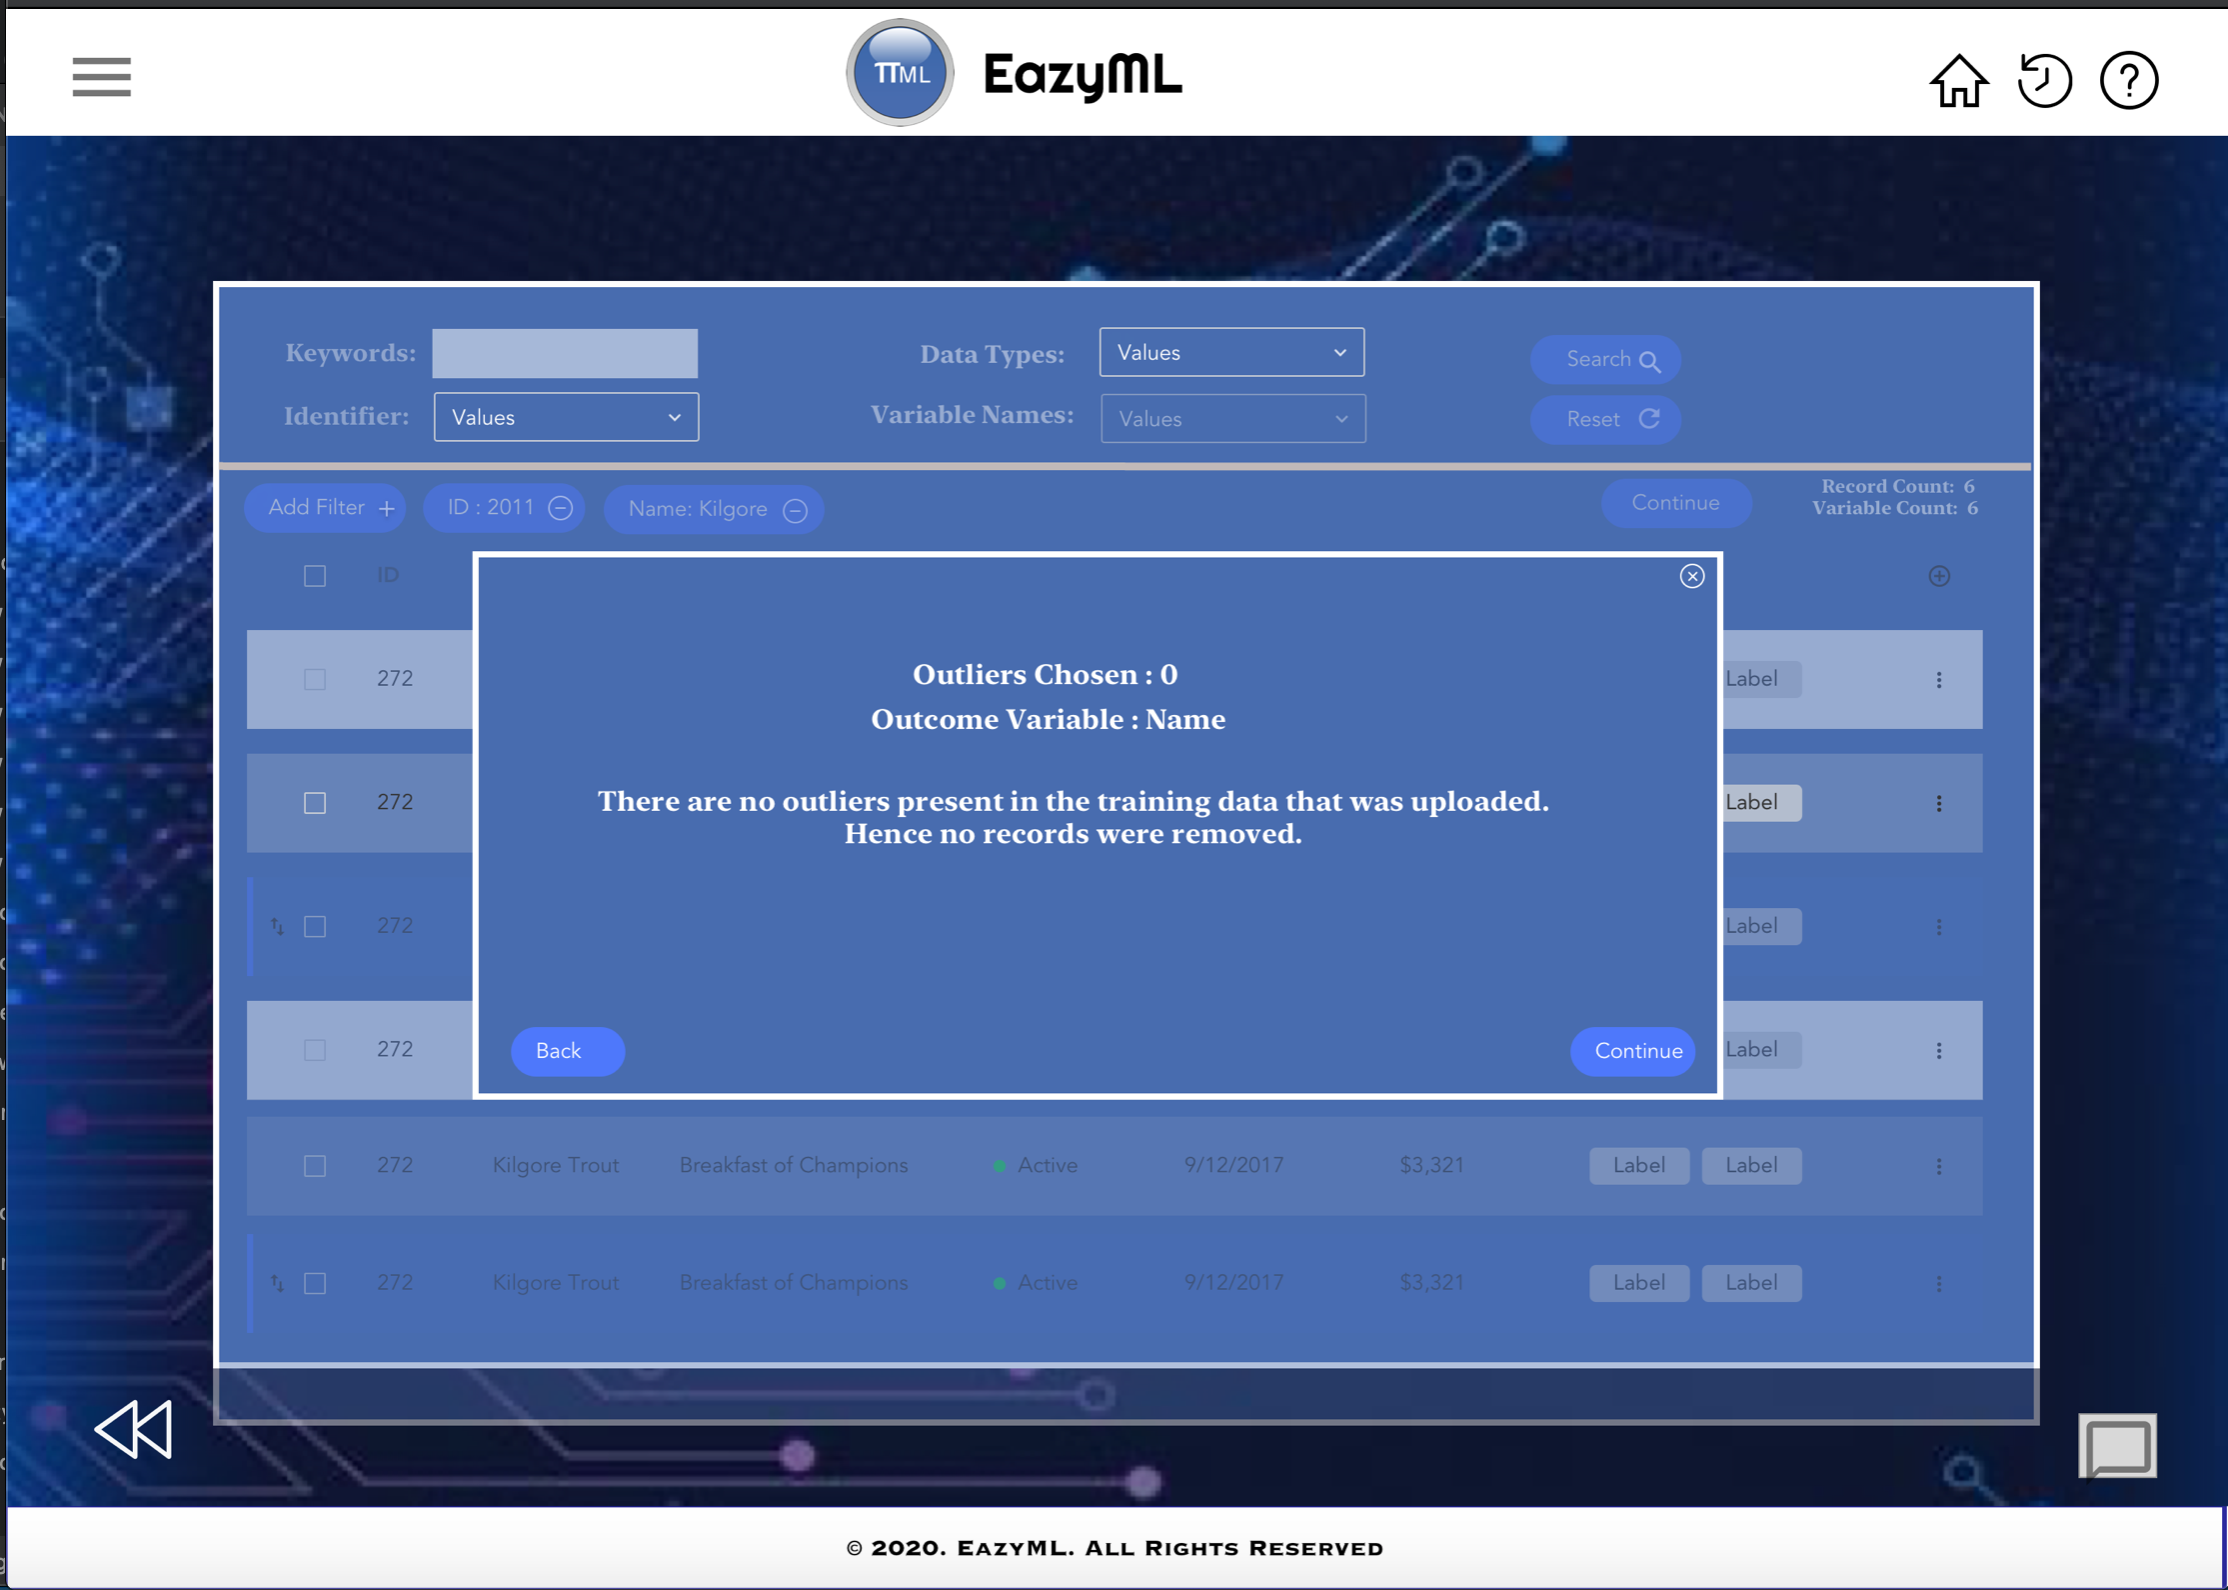 πML EazyML
Keywords:
Data Types: Values
Search
Identifier: Values
Variable Names: Values
Reset
Add Filter +
ID : 2011
Name: Kilgore
Continue
Record Count: 6
Variable Count: 6
ID
272
Label
272
Label
272
Label
272
Label
Outliers Chosen : 0
Outcome Variable : Name
There are no outliers present in the training data that was uploaded.
Hence no records were removed.
Back
Continue
272 Kilgore Trout Breakfast of Champions Active 9/12/2017 $3,321 Label Label
272 Kilgore Trout Breakfast of Champions Active 9/12/2017 $3,321 Label Label
© 2020. EazyML. All Rights Reserved